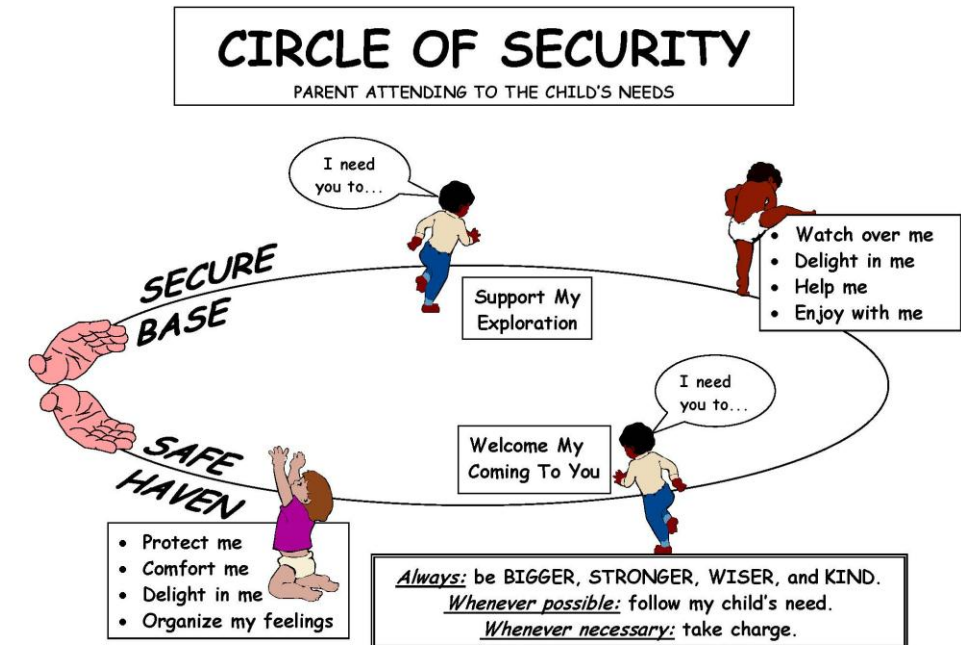 CIRCLE OF SECURITY
PARENT ATTENDING TO THE CHILD'S NEEDS
I need
you to...
SECURE
BASE
Support My
Exploration
• Watch over me
• Delight in me
• Help me
• Enjoy with me
I need
you to...
Welcome My
Coming To You
SAFE
HAVEN
• Protect me
• Comfort me
• Delight in me
• Organize my feelings
Always: be BIGGER, STRONGER, WISER, and KIND.
Whenever possible: follow my child's need.
Whenever necessary: take charge.